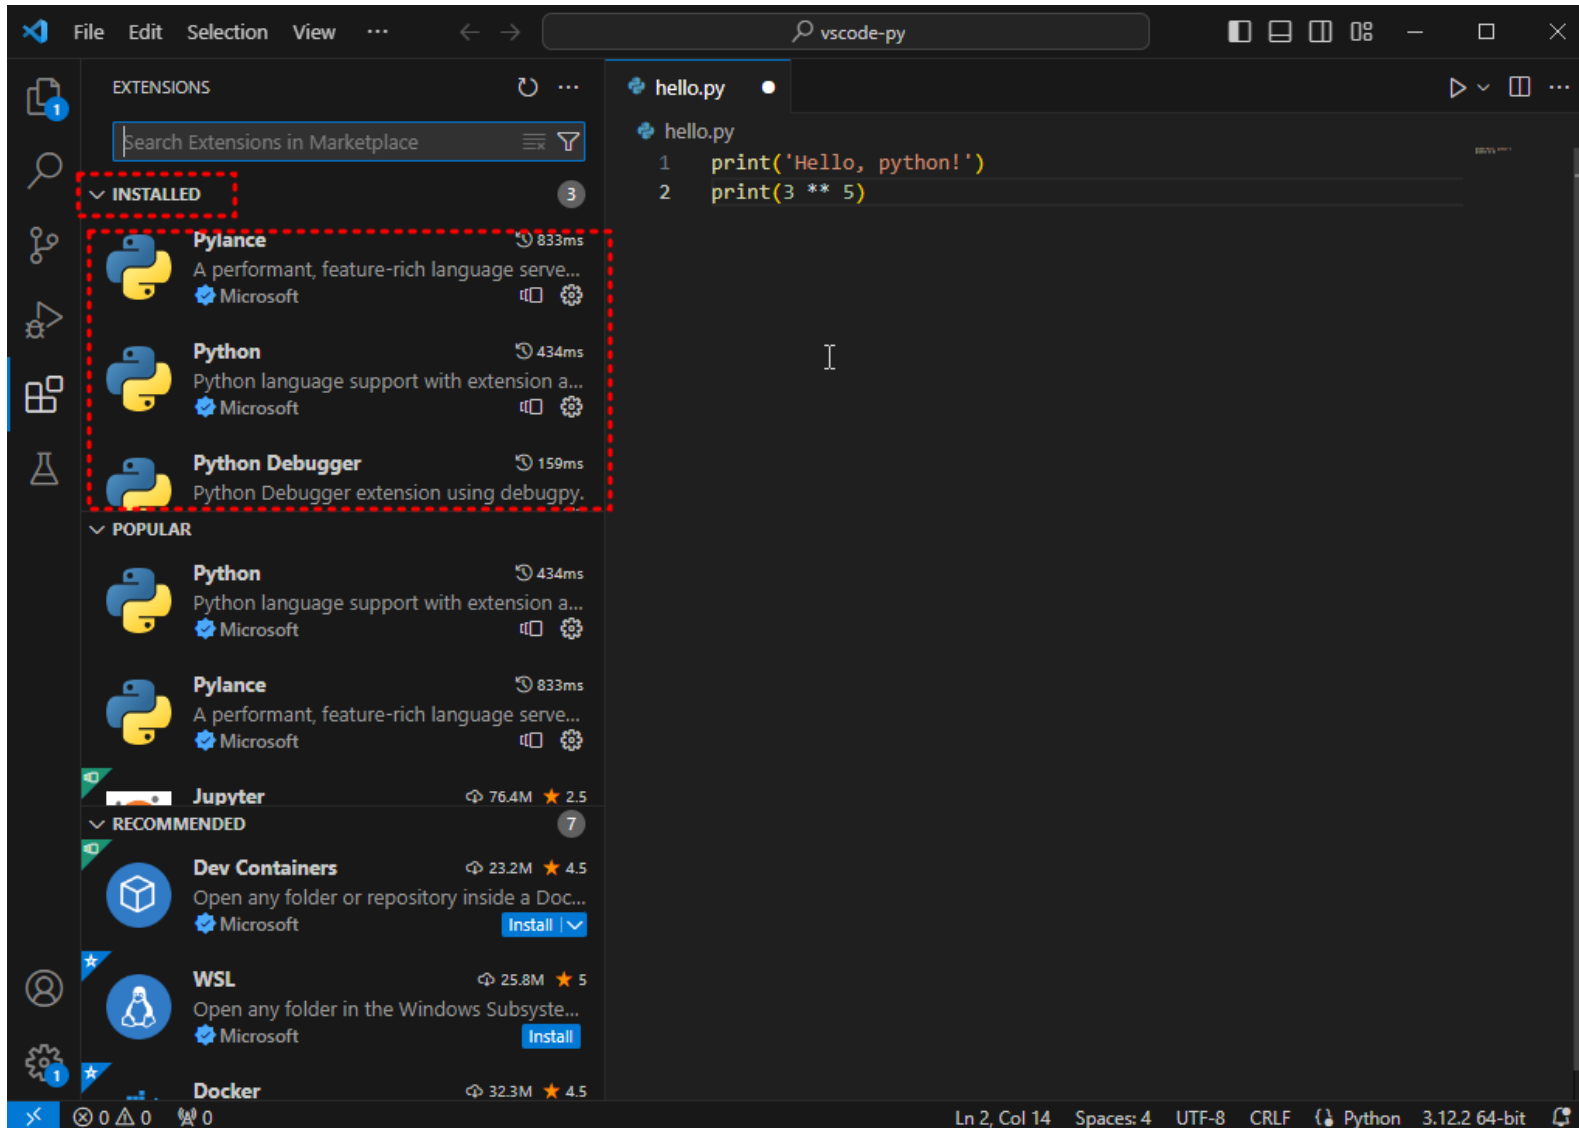 File Edit Selection View ··· vscode-py
EXTENSIONS
Search Extensions in Marketplace
INSTALLED 3
Pylance 833ms
A performant, feature-rich language serve...
Microsoft
Python 434ms
Python language support with extension a...
Microsoft
Python Debugger 159ms
Python Debugger extension using debugpy.
POPULAR
Python 434ms
Python language support with extension a...
Microsoft
Pylance 833ms
A performant, feature-rich language serve...
Microsoft
Jupyter 76.4M 2.5
RECOMMENDED 7
Dev Containers 23.2M 4.5
Open any folder or repository inside a Doc...
Microsoft Install
WSL 25.8M 5
Open any folder in the Windows Subsyste...
Microsoft Install
Docker 32.3M 4.5
1
1
hello.py
hello.py
1 print('Hello, python!')
2 print(3 ** 5)
0 0 0 Ln 2, Col 14 Spaces: 4 UTF-8 CRLF Python 3.12.2 64-bit